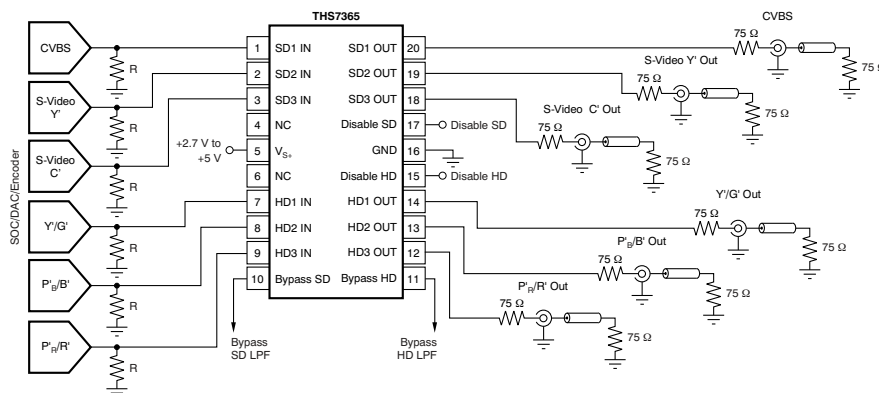 THS7365
CVBS
CVBS
1 SD1 IN SD1 OUT 20
75 Ω
75 Ω
R
S-Video Y' Out
S-Video
Y'
2 SD2 IN SD2 OUT 19
75 Ω
75 Ω
R
S-Video C' Out
3 SD3 IN SD3 OUT 18
75 Ω
75 Ω
4 NC Disable SD 17 Disable SD
+2.7 V to
+5 V
5 VS+ GND 16
S-Video
C'
R
6 NC Disable HD 15 Disable HD
SOC/DAC/Encoder
Y'/G'
7 HD1 IN HD1 OUT 14
Y'/G' Out
75 Ω
75 Ω
R
8 HD2 IN HD2 OUT 13
P'B/B' Out
75 Ω
75 Ω
9 HD3 IN HD3 OUT 12
P'B/B'
R
10 Bypass SD Bypass HD 11
P'R/R' Out
75 Ω
75 Ω
P'R/R'
R
Bypass
SD LPF
Bypass
HD LPF